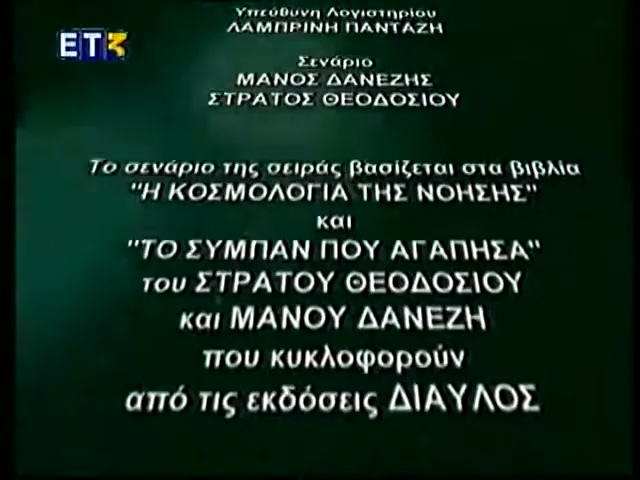 Υπεύθυνη Λογιστηρίου
ΛΑΜΠΡΙΝΗ ΠΑΝΤΑΖΗ
ΕΤ3
Σενάριο
ΜΑΝΟΣ ΔΑΝΕΖΗΣ
ΣΤΡΑΤΟΣ ΘΕΟΔΟΣΙΟΥ
Το σενάριο της σειράς βασίζεται στα βιβλία
"Η ΚΟΣΜΟΛΟΓΙΑ ΤΗΣ ΝΟΗΣΗΣ"
και
"ΤΟ ΣΥΜΠΑΝ ΠΟΥ ΑΓΑΠΗΣΑ"
του ΣΤΡΑΤΟΥ ΘΕΟΔΟΣΙΟΥ
και ΜΑΝΟΥ ΔΑΝΕΖΗ
που κυκλοφορούν
από τις εκδόσεις ΔΙΑΥΛΟΣ